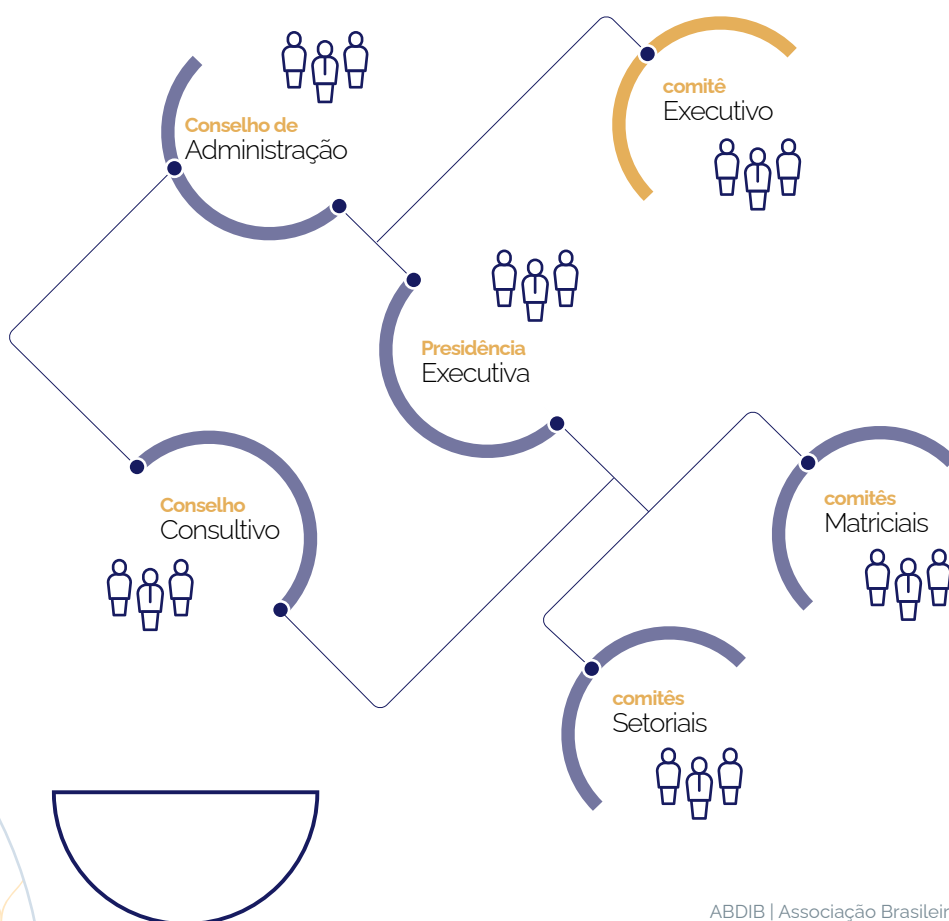 comitê
Executivo
Conselho de
Administração
Presidência
Executiva
Conselho
Consultivo
comitês
Matriciais
comitês
Setoriais
ABDIB | Associação Brasileir